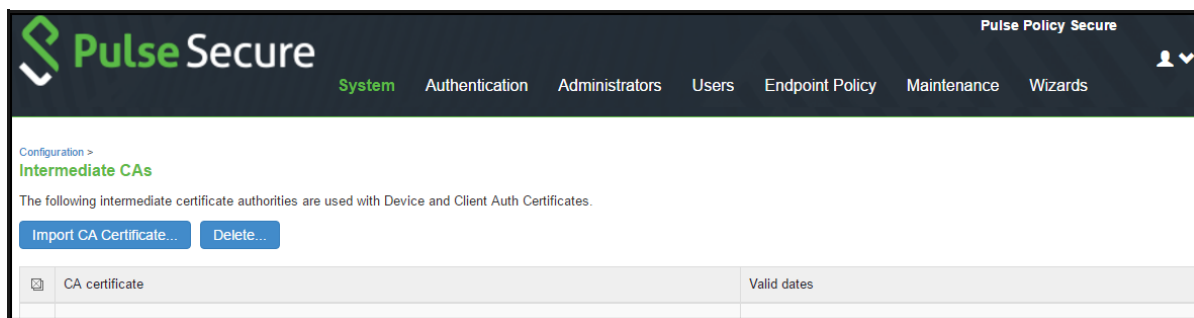 Pulse Policy Secure
Pulse Secure
System Authentication Administrators Users Endpoint Policy Maintenance Wizards
Configuration >
Intermediate CAs
The following intermediate certificate authorities are used with Device and Client Auth Certificates.
Import CA Certificate... Delete...
CA certificate Valid dates